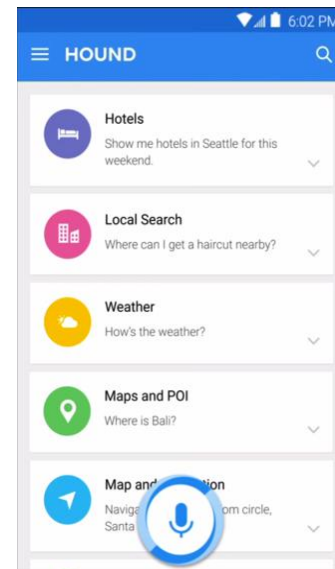 6:02 PM
HOUND
Hotels
Show me hotels in Seattle for this
weekend.
Local Search
Where can I get a haircut nearby?
Weather
How's the weather?
Maps and POI
Where is Bali?
Map and
circle,
Santa